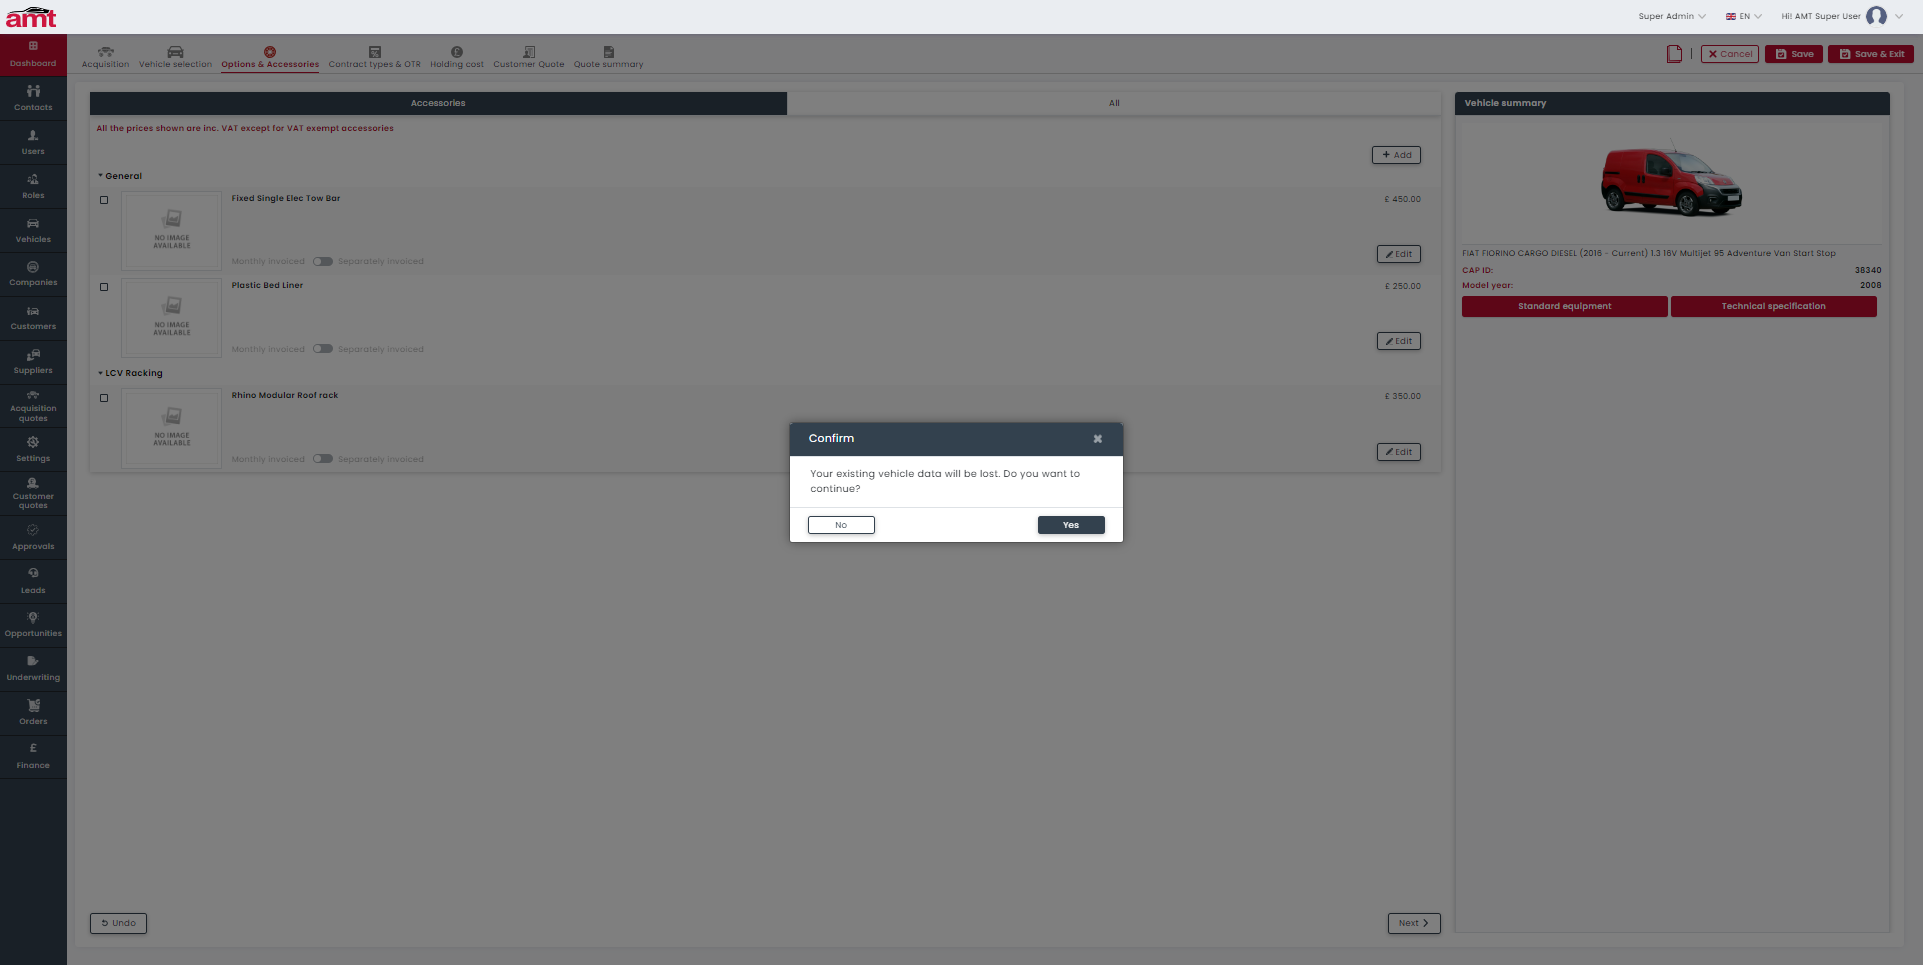 amt
Super Admin
EN
Hi! AMT Super User
Dashboard
Contacts
Users
Roles
Vehicles
Companies
Customers
Suppliers
Acquisition
quotes
Settings
Customer
quotes
Approvals
Leads
Opportunities
Underwriting
Orders
Finance
Acquisition
Vehicle selection
Options & Accessories
Contract types & OTR
Holding cost
Customer Quote
Quote summary
Cancel
Save
Save & Exit
Accessories
All
All the prices shown are inc. VAT except for VAT exempt accessories
+ Add
General
NO IMAGE
AVAILABLE
Fixed Single Elec Tow Bar
£ 450.00
Monthly Invoiced
Separately Invoiced
Edit
NO IMAGE
AVAILABLE
Plastic Bed Liner
£ 250.00
Monthly Invoiced
Separately Invoiced
Edit
LCV Racking
NO IMAGE
AVAILABLE
Rhino Modular Roof rack
£ 350.00
Monthly Invoiced
Separately Invoiced
Edit
Confirm
Your existing vehicle data will be lost. Do you want to
continue?
No
Yes
Undo
Next
Vehicle summary
FIAT FIORINO CARGO DIESEL (2016 - Current) 1.3 16V Multijet 95 Adventure Van Start Stop
CAP ID:
38340
Model year:
2008
Standard equipment
Technical specification